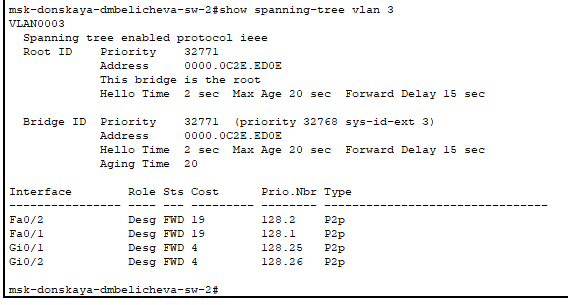 msk-donskaya-dmbelicheva-sw-2#show spanning-tree vlan 3
VLAN0003
  Spanning tree enabled protocol ieee
  Root ID    Priority    32771
             Address     0000.0C2E.ED0E
             This bridge is the root
             Hello Time  2 sec  Max Age 20 sec  Forward Delay 15 sec

  Bridge ID  Priority    32771  (priority 32768 sys-id-ext 3)
             Address     0000.0C2E.ED0E
             Hello Time  2 sec  Max Age 20 sec  Forward Delay 15 sec
             Aging Time  20

Interface        Role Sts Cost      Prio.Nbr Type
---------------- ---- --- --------- -------- --------------------------------
Fa0/2            Desg FWD 19        128.2    P2p
Fa0/1            Desg FWD 19        128.1    P2p
Gi0/1            Desg FWD 4         128.25   P2p
Gi0/2            Desg FWD 4         128.26   P2p

msk-donskaya-dmbelicheva-sw-2#